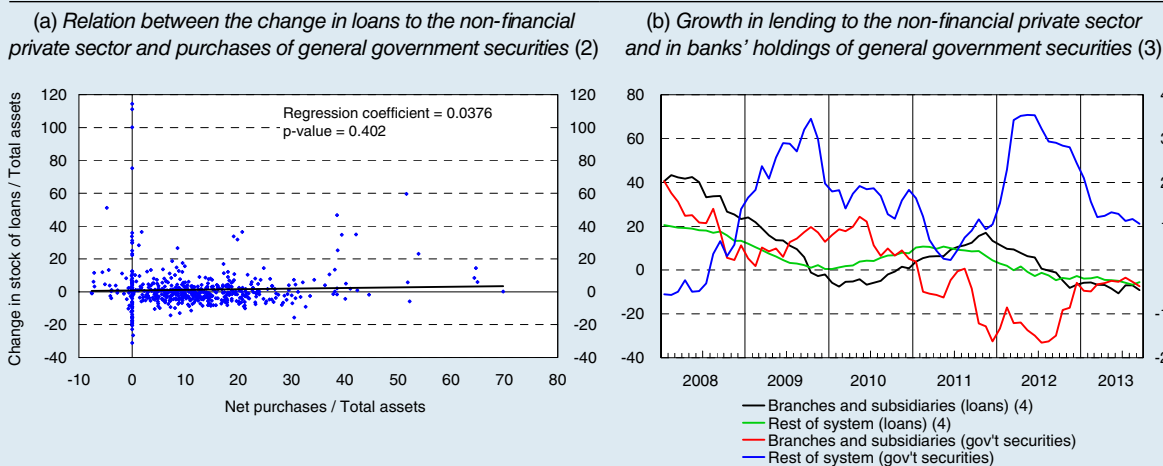 (a) Relation between the change in loans to the non-financial
private sector and purchases of general government securities (2)
120
100
80
60
40
20
0
-20
-40
Change in stock of loans / Total assets
Regression coefficient = 0.0376
p-value = 0.402
120
100
80
60
40
20
0
-20
-40
-10 0 10 20 30 40 50 60 70 80
Net purchases / Total assets
(b) Growth in lending to the non-financial private sector
and in banks' holdings of general government securities (3)
80
60
40
20
0
-20
-40
2008 2009 2010 2011 2012 2013
Branches and subsidiaries (loans) (4)
Rest of system (loans) (4)
Branches and subsidiaries (gov't securities)
Rest of system (gov't securities)